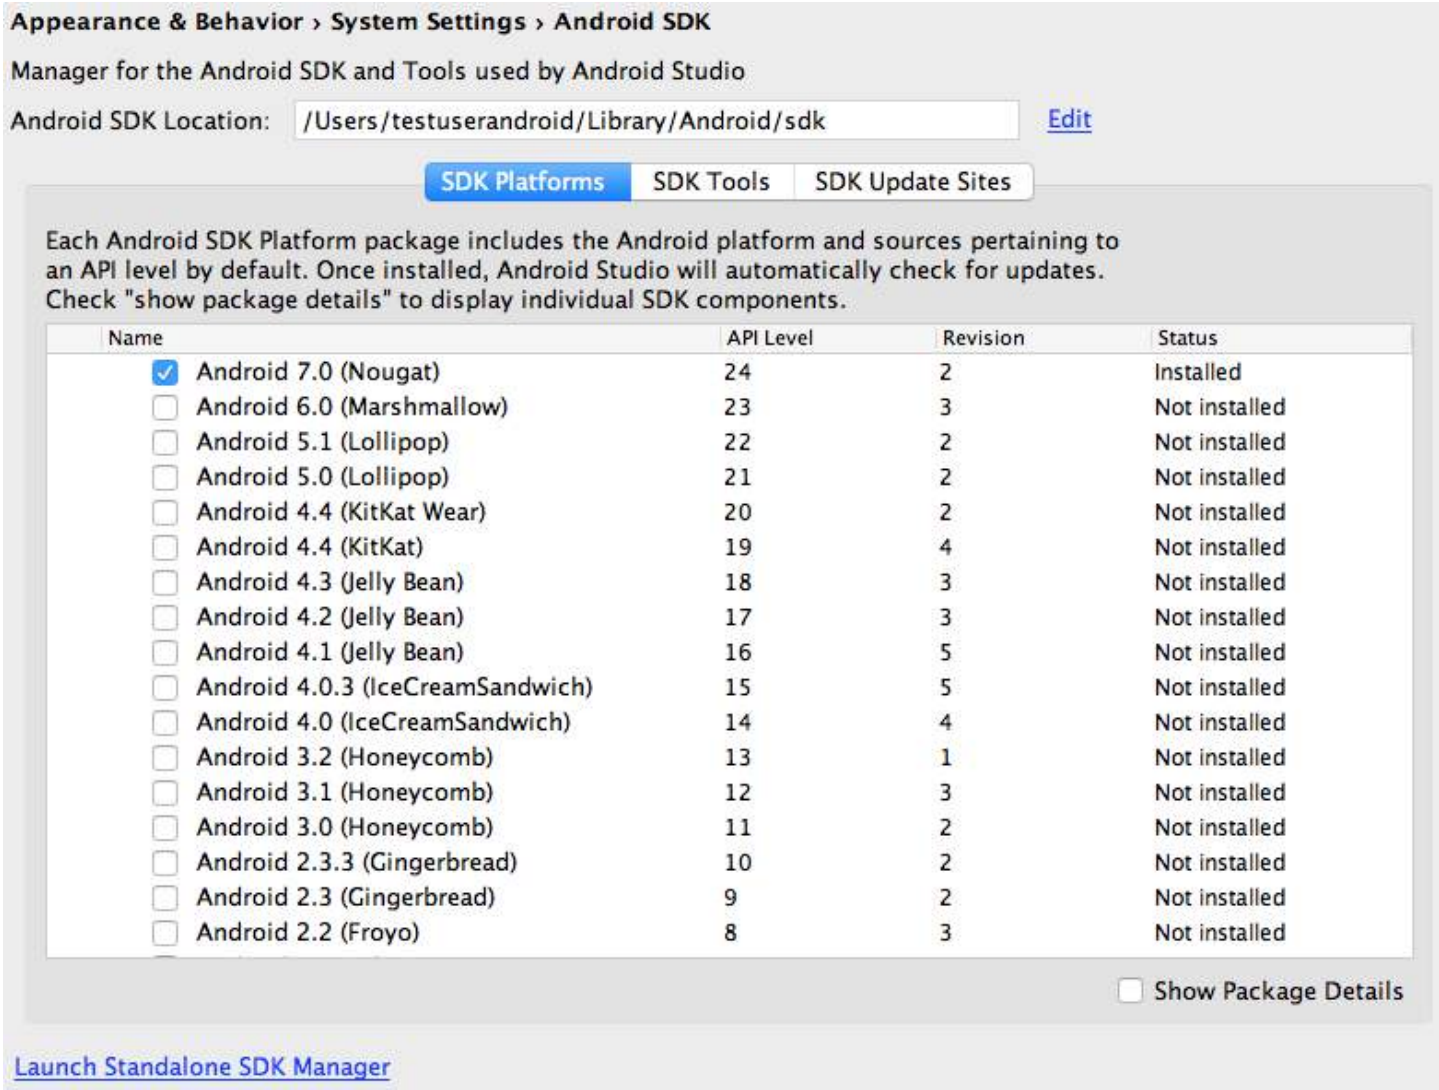 Appearance & Behavior › System Settings › Android SDK
Manager for the Android SDK and Tools used by Android Studio
Android SDK Location: /Users/testuserandroid/Library/Android/sdk Edit
SDK Platforms SDK Tools SDK Update Sites
Each Android SDK Platform package includes the Android platform and sources pertaining to
an API level by default. Once installed, Android Studio will automatically check for updates.
Check "show package details" to display individual SDK components.
Name API Level Revision Status
Android 7.0 (Nougat) 24 2 Installed
Android 6.0 (Marshmallow) 23 3 Not installed
Android 5.1 (Lollipop) 22 2 Not installed
Android 5.0 (Lollipop) 21 2 Not installed
Android 4.4 (KitKat Wear) 20 2 Not installed
Android 4.4 (KitKat) 19 4 Not installed
Android 4.3 (Jelly Bean) 18 3 Not installed
Android 4.2 (Jelly Bean) 17 3 Not installed
Android 4.1 (Jelly Bean) 16 5 Not installed
Android 4.0.3 (IceCreamSandwich) 15 5 Not installed
Android 4.0 (IceCreamSandwich) 14 4 Not installed
Android 3.2 (Honeycomb) 13 1 Not installed
Android 3.1 (Honeycomb) 12 3 Not installed
Android 3.0 (Honeycomb) 11 2 Not installed
Android 2.3.3 (Gingerbread) 10 2 Not installed
Android 2.3 (Gingerbread) 9 2 Not installed
Android 2.2 (Froyo) 8 3 Not installed
Show Package Details
Launch Standalone SDK Manager